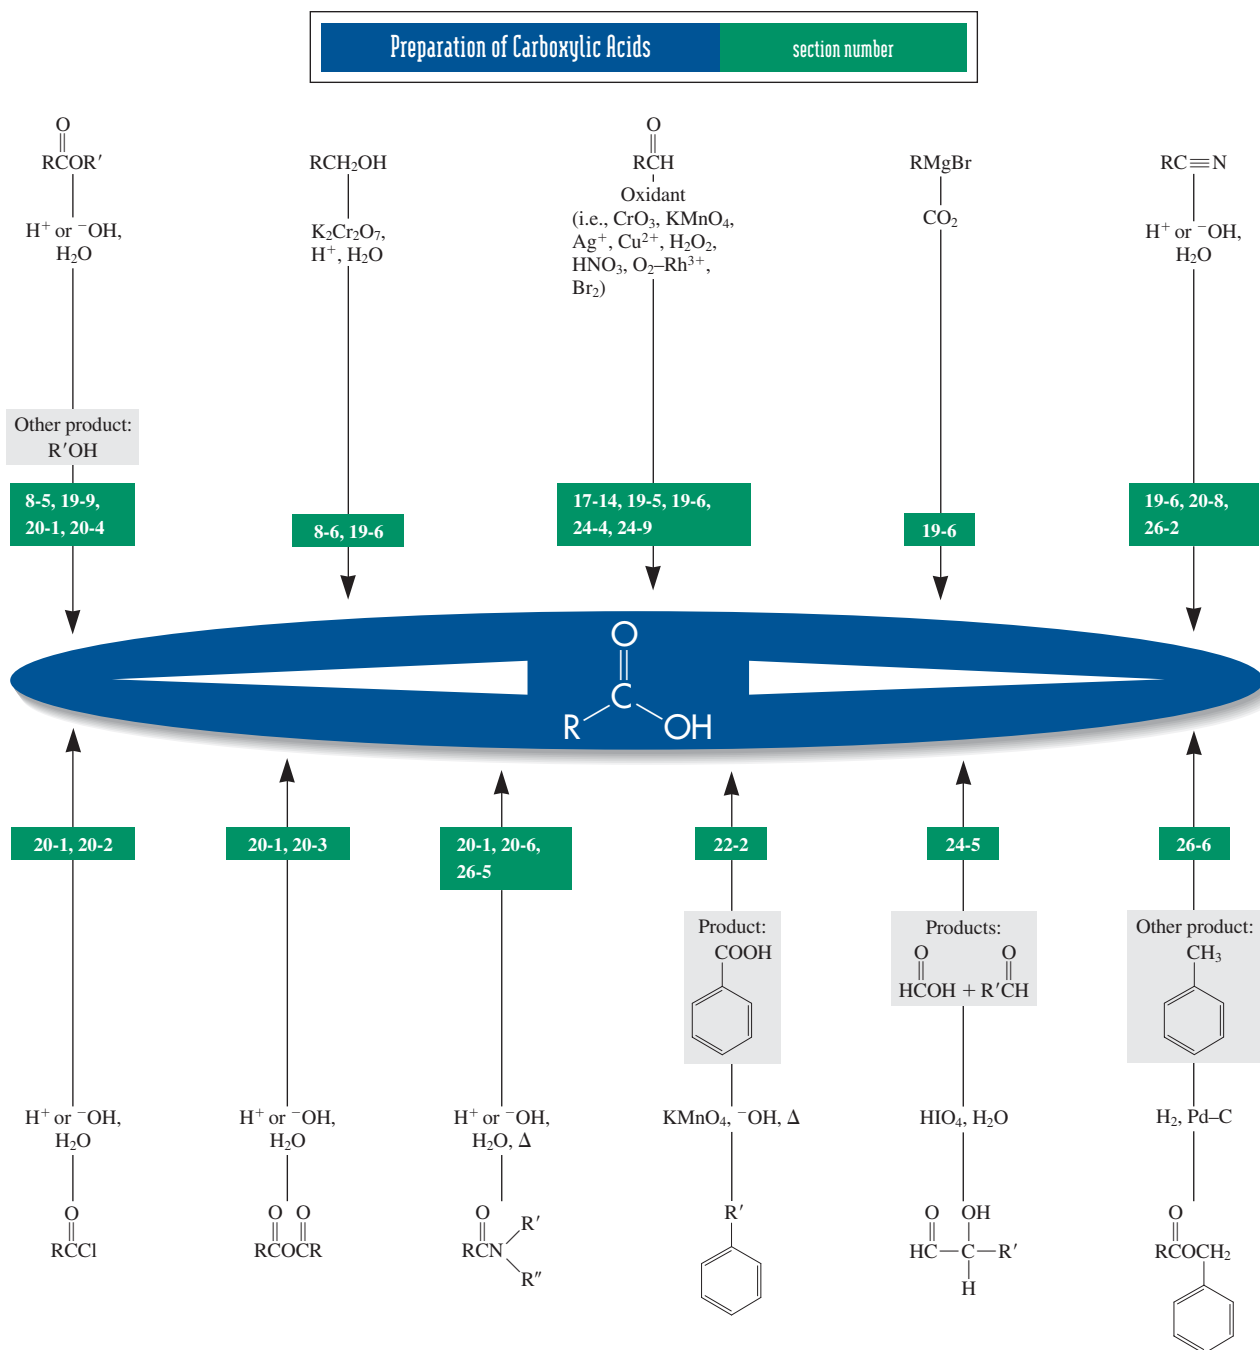 Preparation of Carboxylic Acids
section number
O
RCOR′
H⁺ or ⁻OH,
H₂O
Other product:
R′OH
8-5, 19-9,
20-1, 20-4
RCH₂OH
K₂Cr₂O₇,
H⁺, H₂O
8-6, 19-6
O
RCH
Oxidant
(i.e., CrO₃, KMnO₄,
Ag⁺, Cu²⁺, H₂O₂,
HNO₃, O₂–Rh³⁺,
Br₂)
17-14, 19-5, 19-6,
24-4, 24-9
RMgBr
CO₂
19-6
RC≡N
H⁺ or ⁻OH,
H₂O
19-6, 20-8,
26-2
O
C
R OH
20-1, 20-2
H⁺ or ⁻OH,
H₂O
O
RCCl
20-1, 20-3
H⁺ or ⁻OH,
H₂O
O O
RCOCR
20-1, 20-6,
26-5
H⁺ or ⁻OH,
H₂O, Δ
O R′
RCN
R″
22-2
Product:
COOH
KMnO₄, ⁻OH, Δ
R′
24-5
Products:
O O
HCOH + R′CH
HIO₄, H₂O
O OH
HC—C—R′
H
26-6
Other product:
CH₃
H₂, Pd–C
O
RCOCH₂